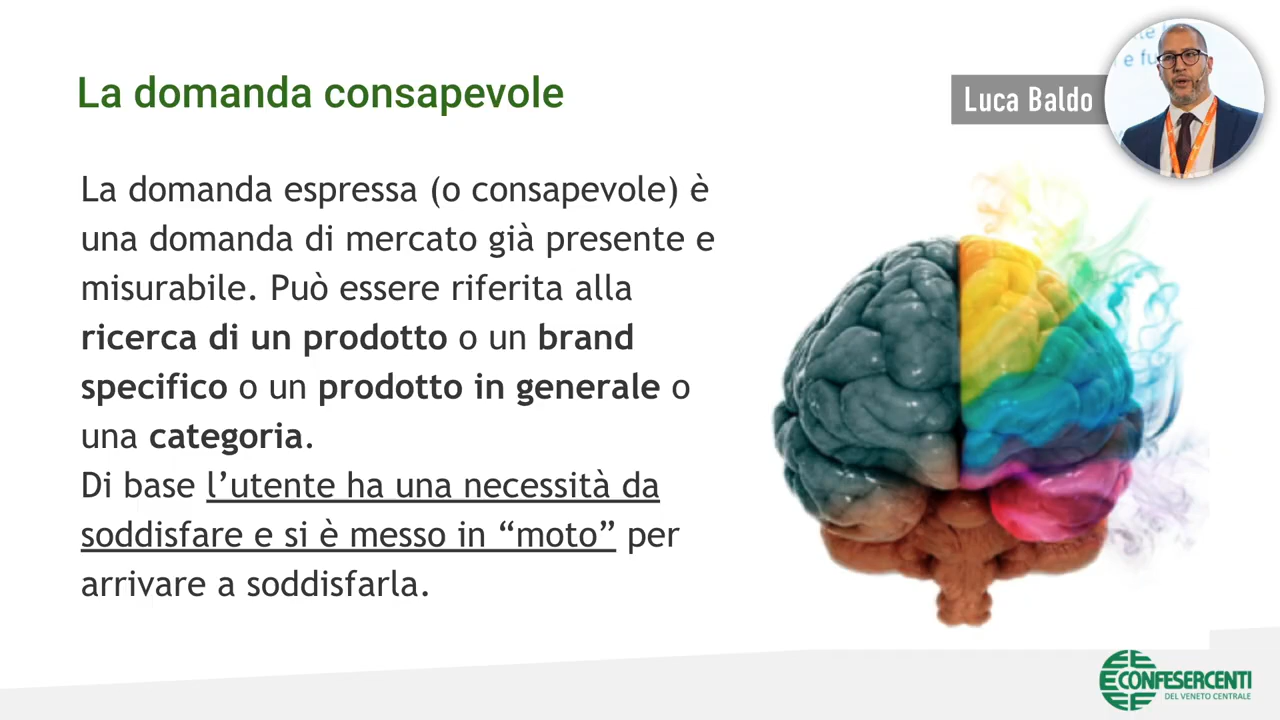 La domanda consapevole
Luca Baldo
La domanda espressa (o consapevole) è
una domanda di mercato già presente e
misurabile. Può essere riferita alla
ricerca di un prodotto o un brand
specifico o un prodotto in generale o
una categoria.
Di base l’utente ha una necessità da
soddisfare e si è messo in “moto” per
arrivare a soddisfarla.
CONFESERCENTI
DEL VENETO CENTRALE